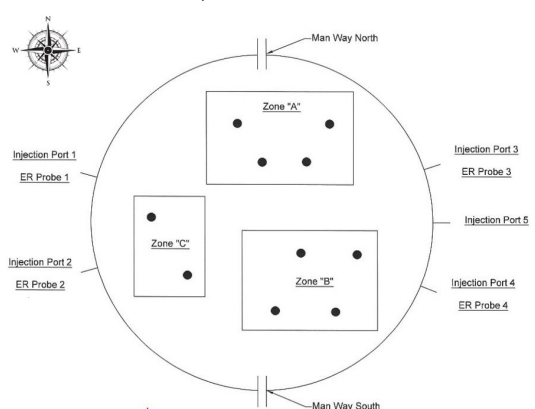 Man Way North
N
W
E
S
Zone "A"
Injection Port 1
ER Probe 1
Injection Port 3
ER Probe 3
Zone "C"
Injection Port 5
Injection Port 2
ER Probe 2
Zone "B"
Injection Port 4
ER Probe 4
Man Way South